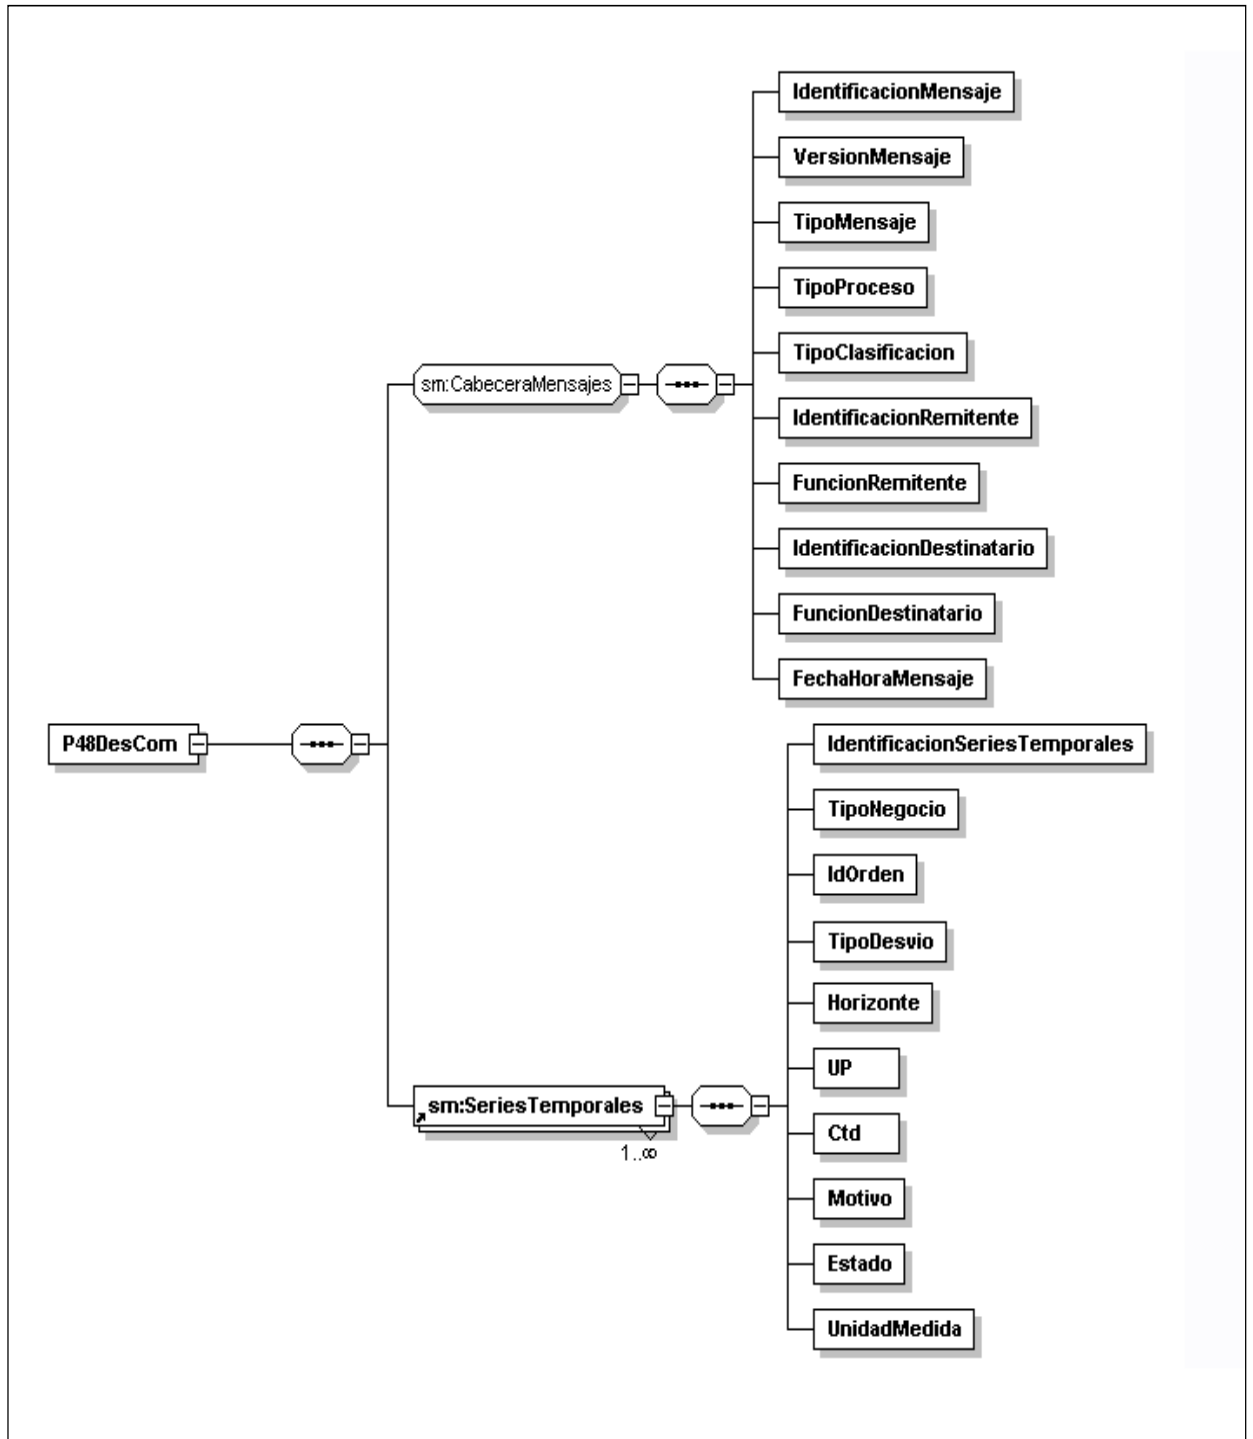 IdentificacionMensaje
VersionMensaje
TipoMensaje
TipoProceso
TipoClasificacion
sm:CabeceraMensajes
IdentificacionRemitente
FuncionRemitente
IdentificacionDestinatario
FuncionDestinatario
FechaHoraMensaje
P48DesCom
IdentificacionSeriesTemporales
TipoNegocio
IdOrden
TipoDesvio
Horizonte
UP
sm:SeriesTemporales
1..∞
Ctd
Motivo
Estado
UnidadMedida